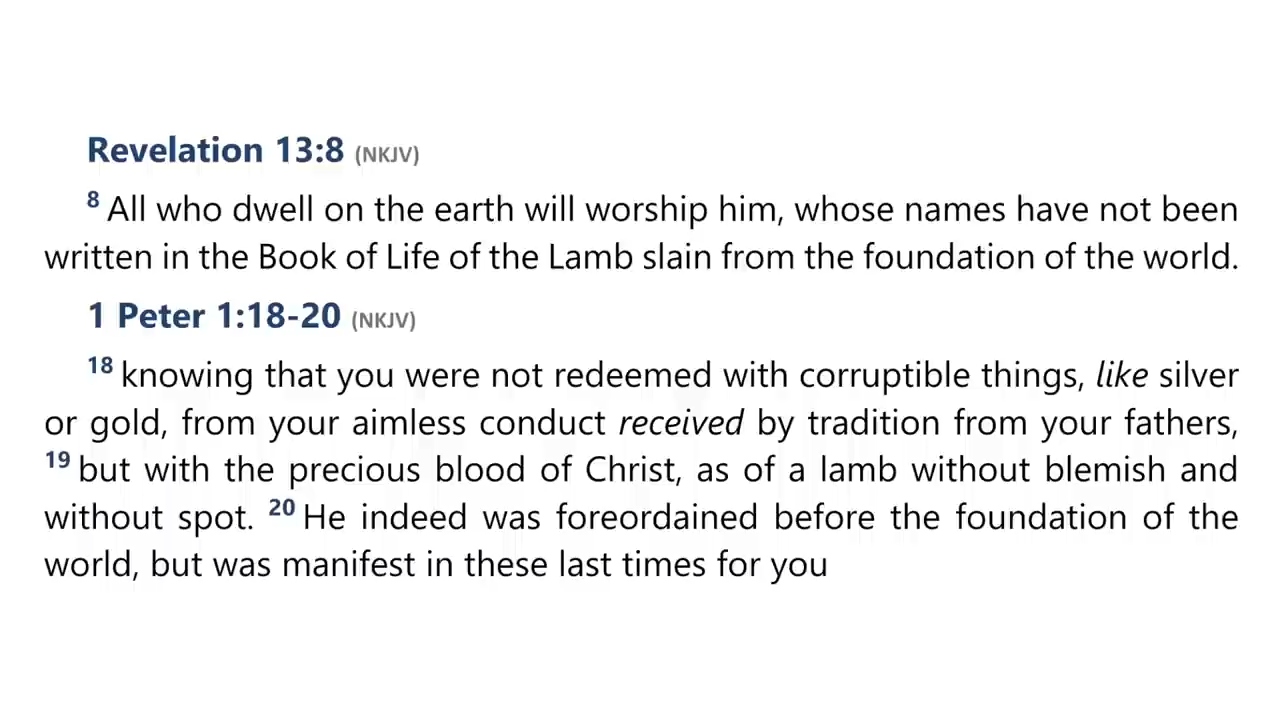 Revelation 13:8 (NKJV)
8 All who dwell on the earth will worship him, whose names have not been
written in the Book of Life of the Lamb slain from the foundation of the world.
1 Peter 1:18-20 (NKJV)
18 knowing that you were not redeemed with corruptible things, like silver
or gold, from your aimless conduct received by tradition from your fathers,
19 but with the precious blood of Christ, as of a lamb without blemish and
without spot. 20 He indeed was foreordained before the foundation of the
world, but was manifest in these last times for you